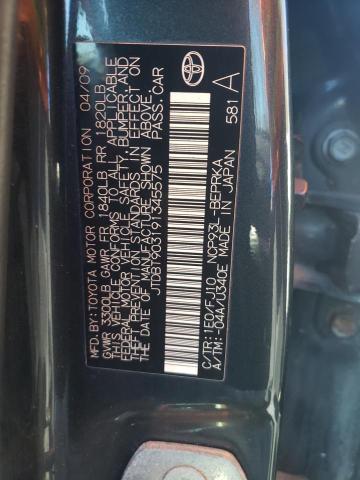 MFD.BY:TOYOTA MOTOR CORPORATION 04/09
GVWR 3300LB GAWR FR 1840LB RR 1820LB
THIS VEHICLE CONFORMS TO ALL APPLICABLE
FEDERAL MOTOR VEHICLE SAFETY, BUMPER, AND
THEFT PREVENTION STANDARDS IN EFFECT ON
THE DATE OF MANUFACTURE SHOWN ABOVE.
JTDBT903191345575 PASS.CAR
C/TR:1E0/FJ10 NCP93L-BEPRKA
A/TM:-04A/U340E MADE IN JAPAN
581 A